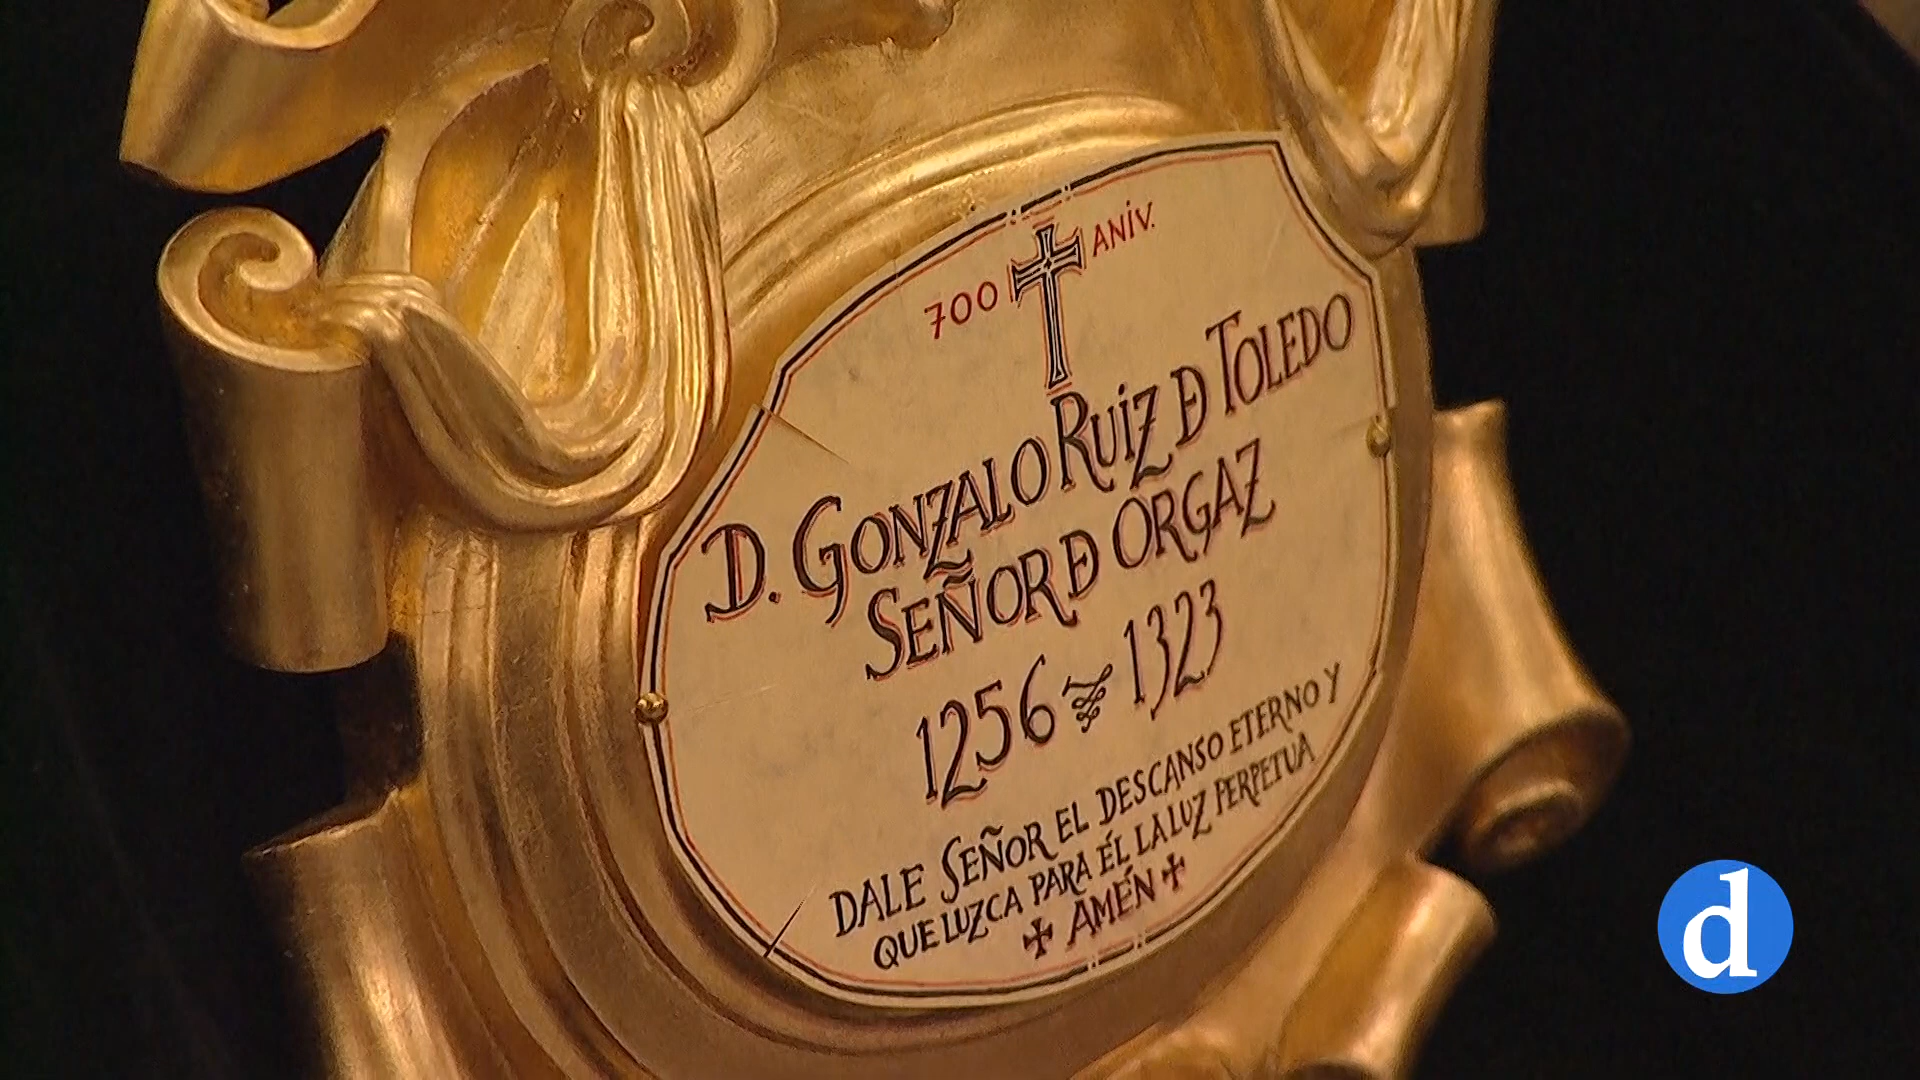 700 ANIV.
D. GONZALO RUIZ D TOLEDO
SEÑOR D ORGAZ
1256 1323
DALE SEÑOR EL DESCANSO ETERNO Y
QUE LUZCA PARA ÉL LA LUZ PERPETUA
AMÉN
d